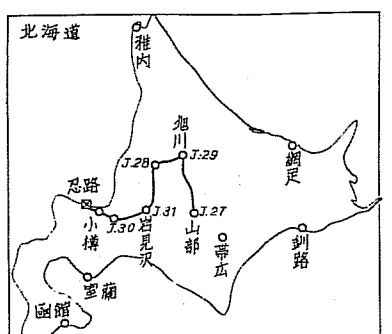 北海道
稚内
旭川
J.28
J.29
網走
忍路
小樽
J.30
岩見沢
J.31
山部
J.27
帯広
釧路
室蘭
函館